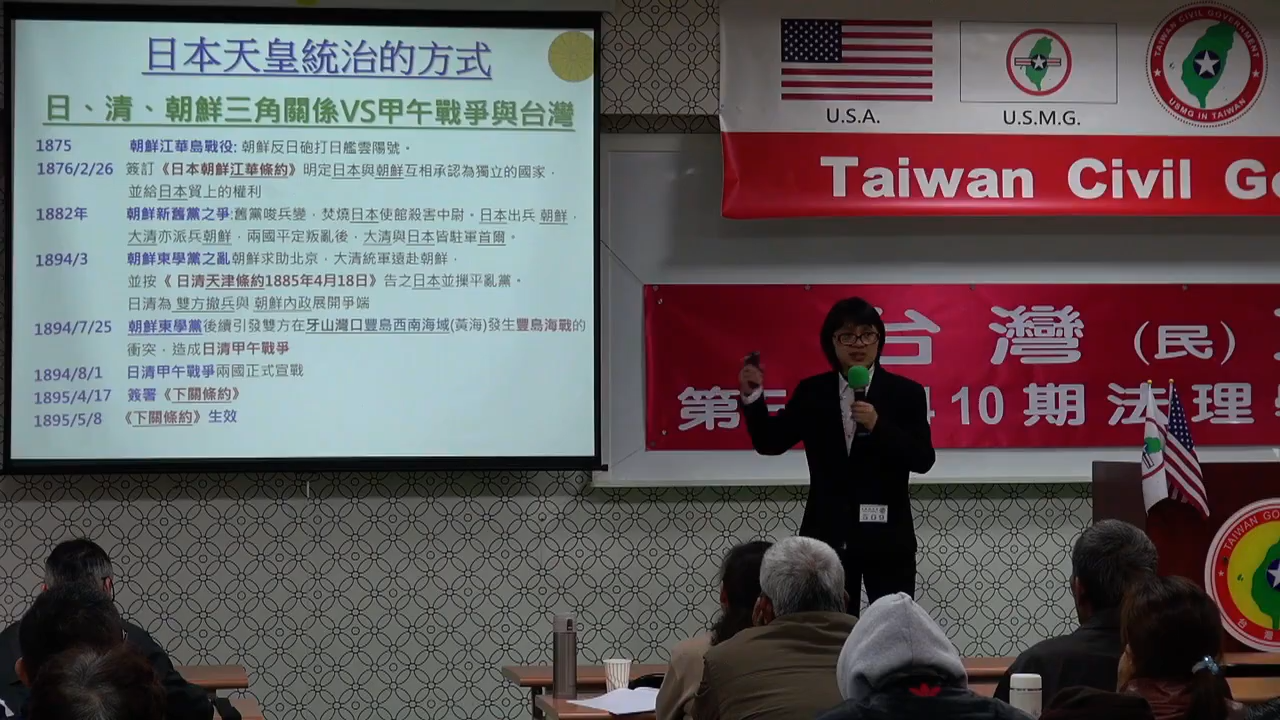 日本天皇統治的方式
日、清、朝鮮三角關係VS甲午戰爭與台灣
1875 朝鮮江華島戰役: 朝鮮反日砲打日艦雲陽號。
1876/2/26 簽訂《日本朝鮮江華條約》明定日本與朝鮮互相承認為獨立的國家，
並給日本貿上的權利
1882年 朝鮮新舊黨之爭:舊黨唆兵變，焚燒日本使館殺害中尉。日本出兵 朝鮮，
大清亦派兵朝鮮，兩國平定叛亂後，大清與日本皆駐軍首爾。
1894/3 朝鮮東學黨之亂朝鮮求助北京，大清統軍遠赴朝鮮，
並按《 日清天津條約1885年4月18日》告之日本並摷平亂黨。
日清為 雙方撤兵與 朝鮮內政展開爭端
1894/7/25 朝鮮東學黨後續引發雙方在牙山灣口豐島西南海域(黃海)發生豐島海戰的
衝突，造成日清甲午戰爭
1894/8/1 日清甲午戰爭兩國正式宣戰
1895/4/17 簽署《下關條約》
1895/5/8 《下關條約》生效
U.S.A.
U.S.M.G.
TAIWAN CIVIL GOVERNMENT
USMG IN TAIWAN
Taiwan Civil G
台 灣 (民)
第 10 期 法 理
509
TAIWAN GO
台